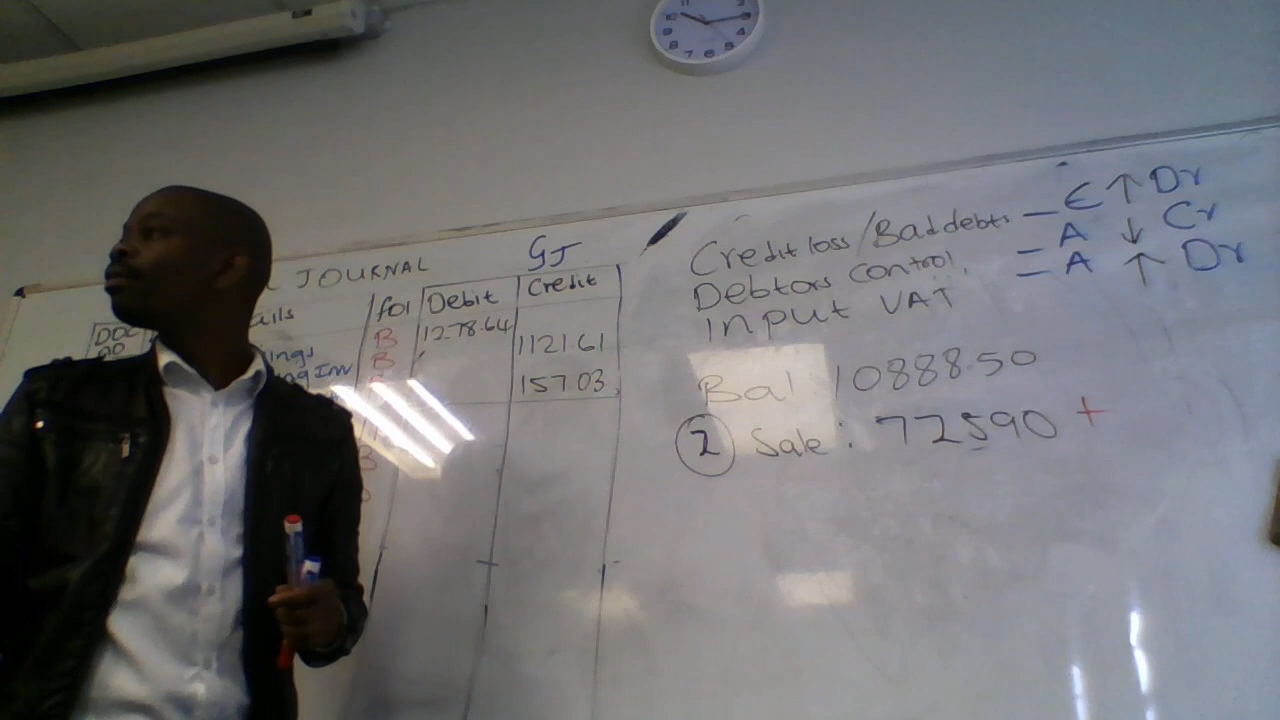 JOURNAL GJ
fol Debit Credit
B 1278.64
B 1121.61
157.03
Credit loss/Bad debts – E ↑ Dr
Debtors Control – A ↓ Cr
Input VAT – A ↑ Dr
Bal 10888.50
② Sale: 72590 +